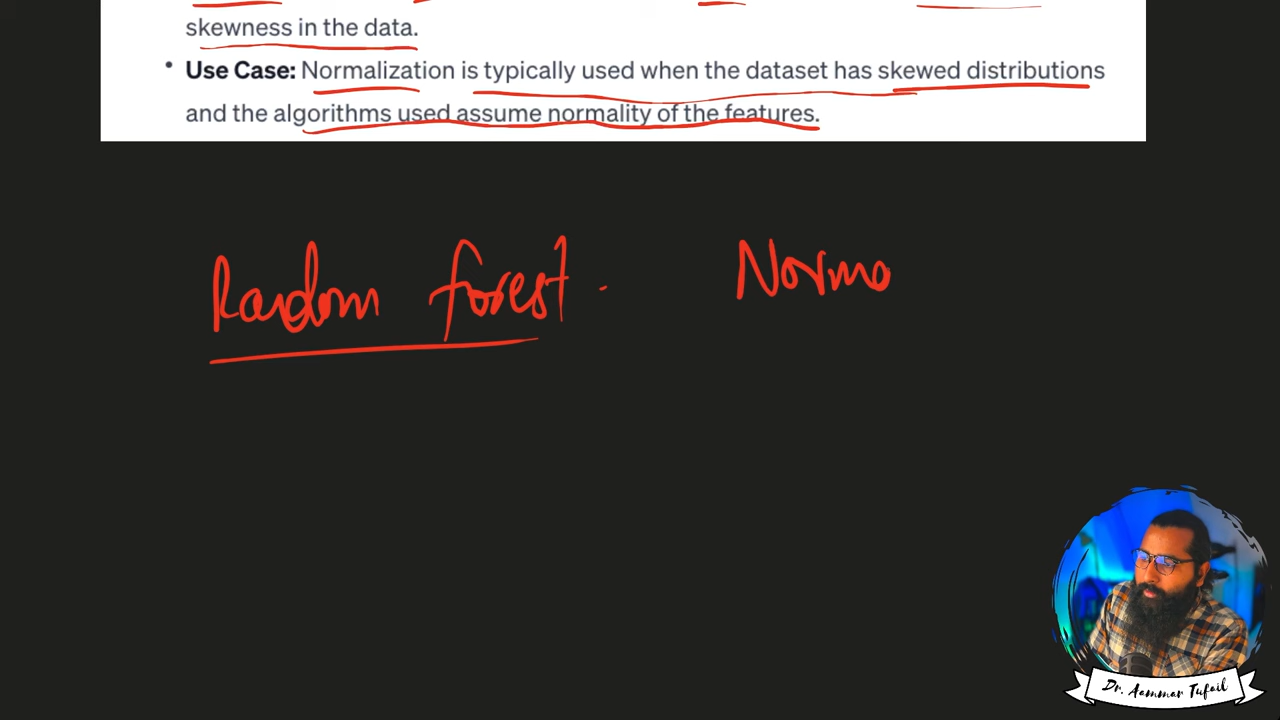 skewness in the data.
• Use Case: Normalization is typically used when the dataset has skewed distributions
and the algorithms used assume normality of the features.
Random forest. Normo
Dr. Aammar Tufail